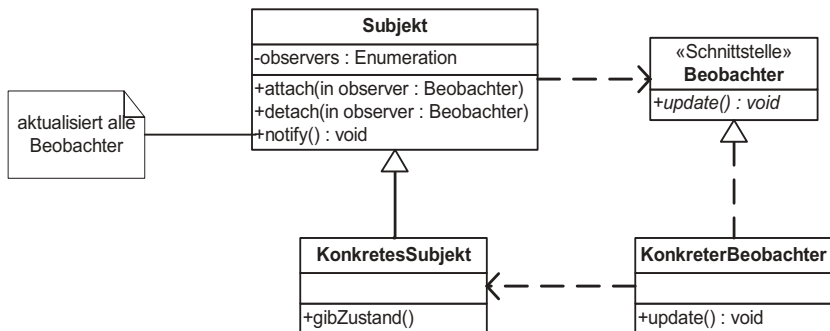 Subjekt
-observers : Enumeration
+attach(in observer : Beobachter)
+detach(in observer : Beobachter)
+notify() : void
«Schnittstelle»
Beobachter
+update() : void
aktualisiert alle
Beobachter
KonkretesSubjekt
+gibZustand()
KonkreterBeobachter
+update() : void